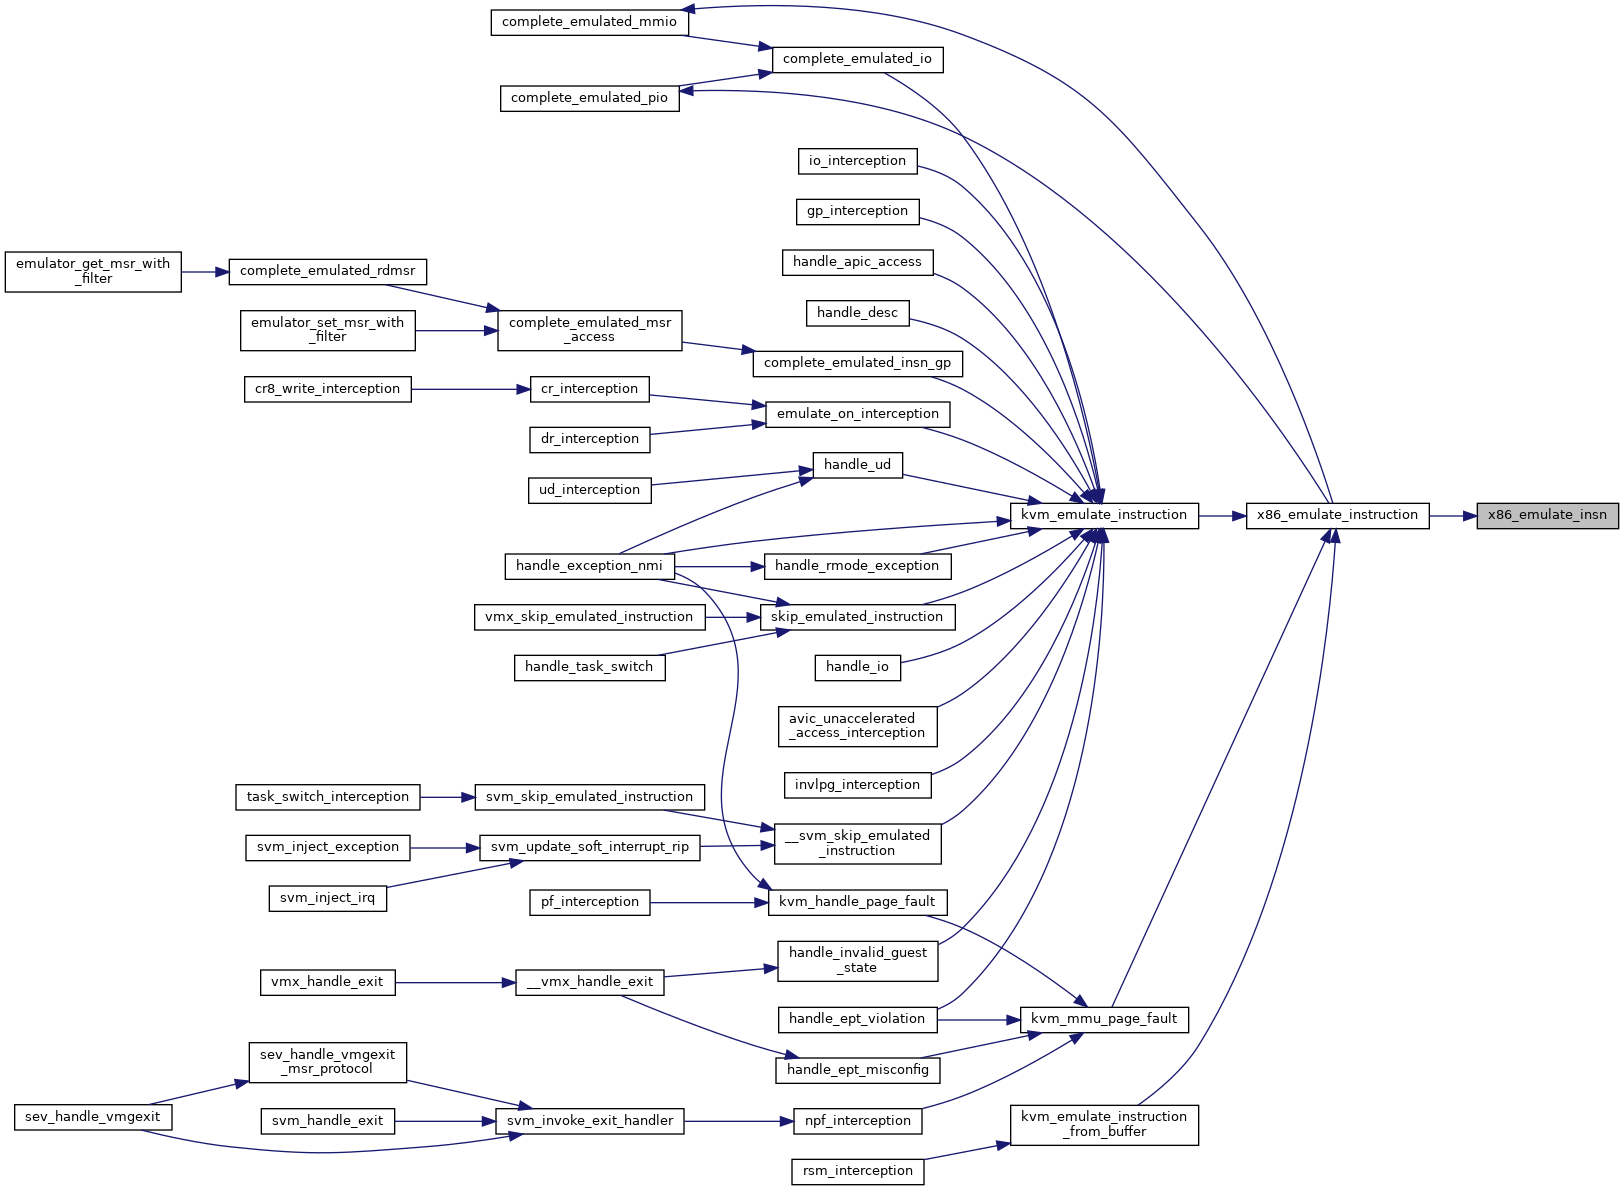 complete_emulated_mmio
complete_emulated_io
complete_emulated_pio
io_interception
gp_interception
handle_apic_access
emulator_get_msr_with
_filter
complete_emulated_rdmsr
handle_desc
emulator_set_msr_with
_filter
complete_emulated_msr
_access
complete_emulated_insn_gp
cr8_write_interception
cr_interception
emulate_on_interception
dr_interception
handle_ud
ud_interception
kvm_emulate_instruction
x86_emulate_instruction
x86_emulate_insn
handle_exception_nmi
handle_rmode_exception
vmx_skip_emulated_instruction
skip_emulated_instruction
handle_task_switch
handle_io
avic_unaccelerated
_access_interception
invlpg_interception
task_switch_interception
svm_skip_emulated_instruction
__svm_skip_emulated
_instruction
svm_inject_exception
svm_update_soft_interrupt_rip
svm_inject_irq
pf_interception
kvm_handle_page_fault
handle_invalid_guest
_state
vmx_handle_exit
__vmx_handle_exit
handle_ept_violation
kvm_mmu_page_fault
sev_handle_vmgexit
_msr_protocol
handle_ept_misconfig
sev_handle_vmgexit
svm_handle_exit
svm_invoke_exit_handler
npf_interception
kvm_emulate_instruction
_from_buffer
rsm_interception